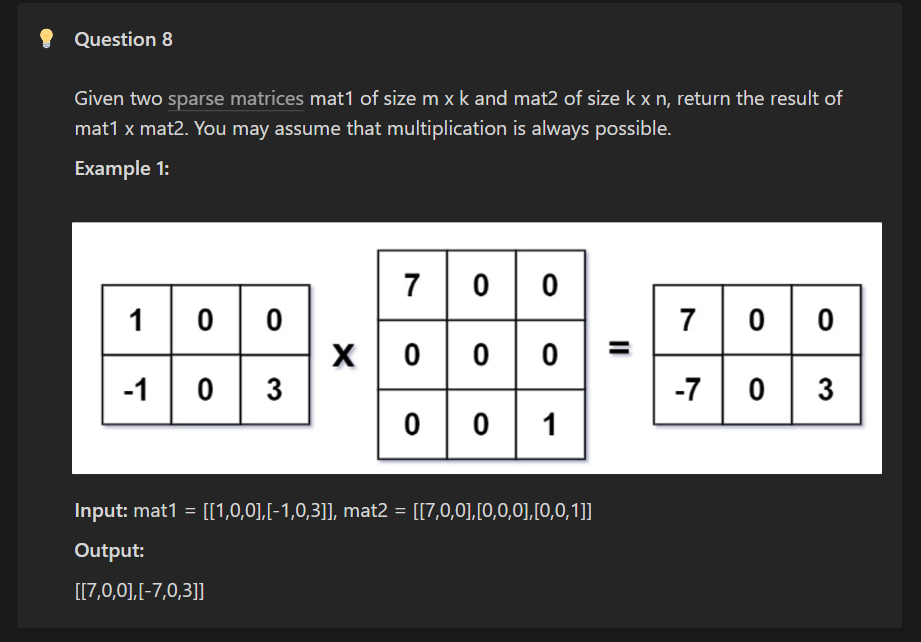 Question 8
Given two sparse matrices mat1 of size m x k and mat2 of size k x n, return the result of
mat1 x mat2. You may assume that multiplication is always possible.
Example 1:
1 0 0
-1 0 3
x
7 0 0
0 0 0
0 0 1
=
7 0 0
-7 0 3
Input: mat1 = [[1,0,0],[-1,0,3]], mat2 = [[7,0,0],[0,0,0],[0,0,1]]
Output:
[[7,0,0],[-7,0,3]]